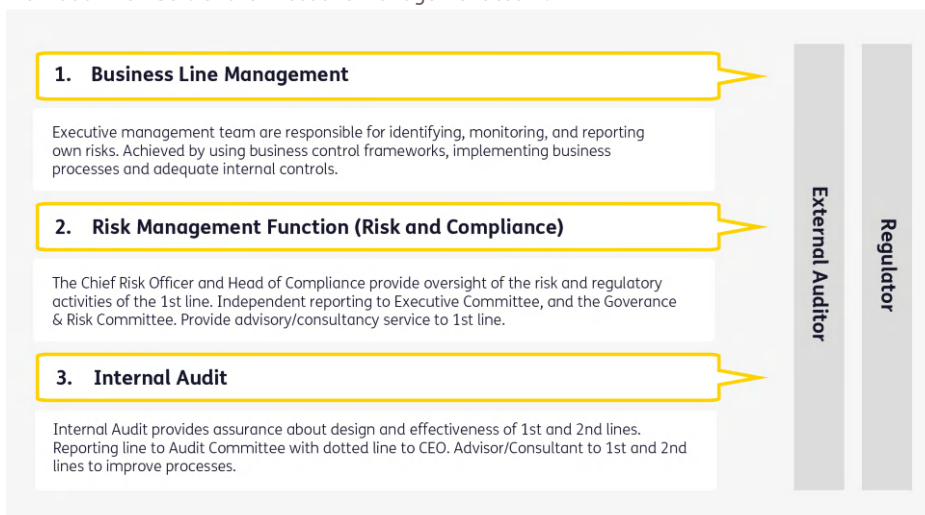 1. Business Line Management
Executive management team are responsible for identifying, monitoring, and reporting
own risks. Achieved by using business control frameworks, implementing business
processes and adequate internal controls.
2. Risk Management Function (Risk and Compliance)
The Chief Risk Officer and Head of Compliance provide oversight of the risk and regulatory
activities of the 1st line. Independent reporting to Executive Committee, and the Goverance
& Risk Committee. Provide advisory/consultancy service to 1st line.
3. Internal Audit
Internal Audit provides assurance about design and effectiveness of 1st and 2nd lines.
Reporting line to Audit Committee with dotted line to CEO. Advisor/Consultant to 1st and 2nd
lines to improve processes.
External Auditor
Regulator